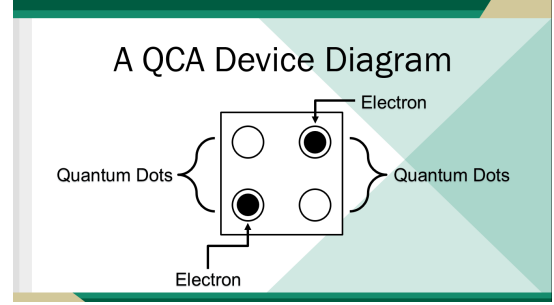 A QCA Device Diagram
Electron
Quantum Dots
Quantum Dots
Electron